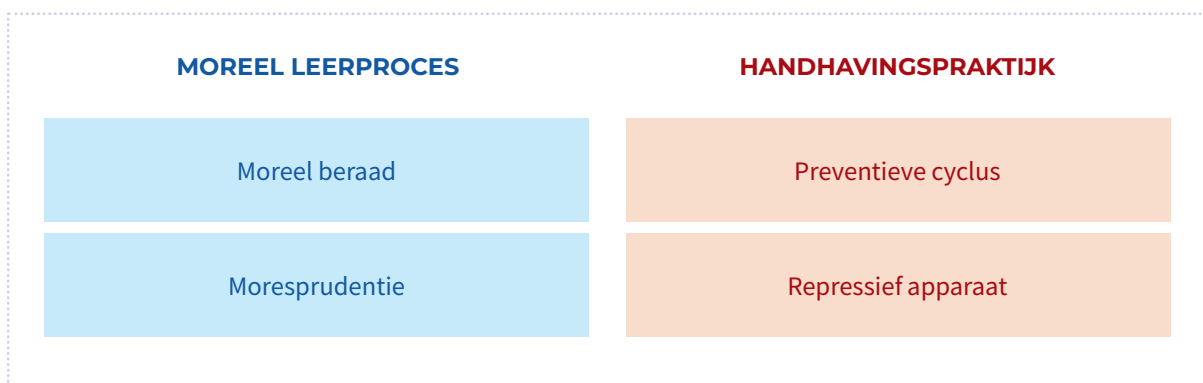 MOREEL LEERPROCES
HANDHAVINGSPRAKTIJK
Moreel beraad
Preventieve cyclus
Moresprudentie
Repressief apparaat